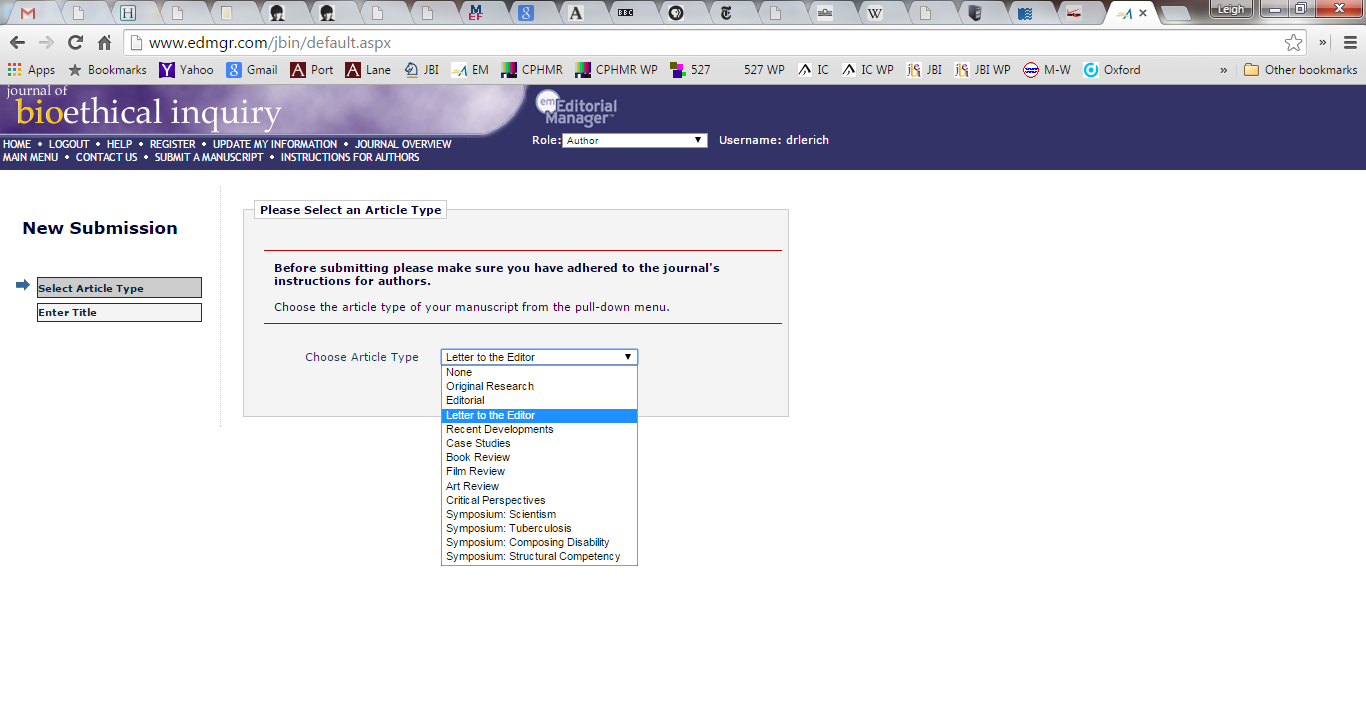 Leigh
www.edmgr.com/jbin/default.aspx
Apps Bookmarks Yahoo Gmail Port Lane JBI EM CPHMR CPHMR WP 527 527 WP IC IC WP JBI JBI WP M-W Oxford » Other bookmarks
journal of
bioethical inquiry
em Editorial
Manager™
Role: Author Username: drlerich
HOME • LOGOUT • HELP • REGISTER • UPDATE MY INFORMATION • JOURNAL OVERVIEW
MAIN MENU • CONTACT US • SUBMIT A MANUSCRIPT • INSTRUCTIONS FOR AUTHORS
New Submission
Select Article Type
Enter Title
Please Select an Article Type
Before submitting please make sure you have adhered to the journal's
instructions for authors.
Choose the article type of your manuscript from the pull-down menu.
Choose Article Type Letter to the Editor
None
Original Research
Editorial
Letter to the Editor
Recent Developments
Case Studies
Book Review
Film Review
Art Review
Critical Perspectives
Symposium: Scientism
Symposium: Tuberculosis
Symposium: Composing Disability
Symposium: Structural Competency